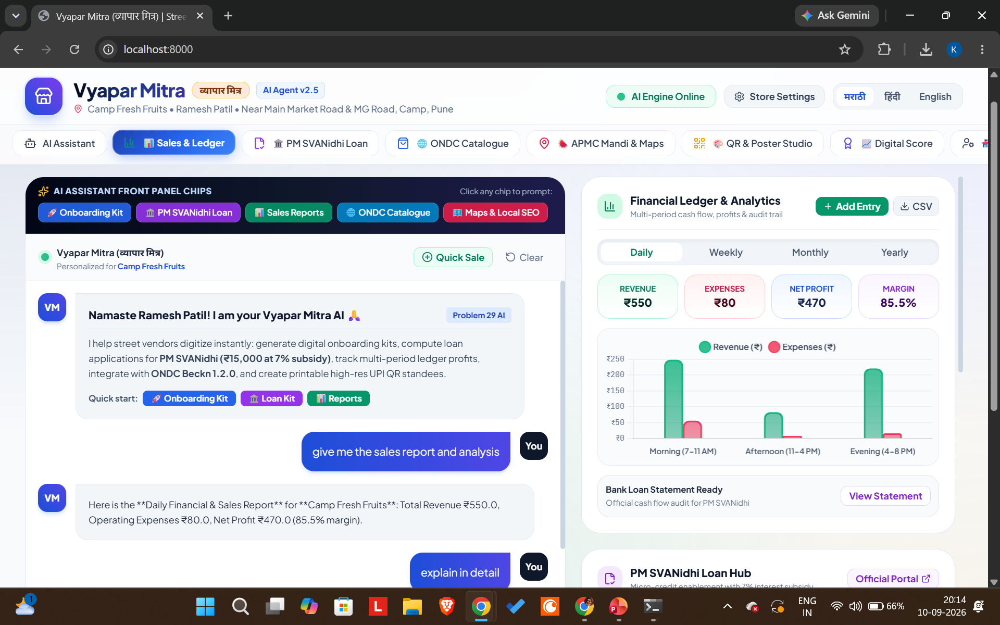 Vyapar Mitra (व्यापार मित्र) | Stree
Ask Gemini
localhost:8000
K
Vyapar Mitra व्यापार मित्र AI Agent v2.5
Camp Fresh Fruits • Ramesh Patil • Near Main Market Road & MG Road, Camp, Pune
AI Engine Online
Store Settings
मराठी हिंदी English
AI Assistant
Sales & Ledger
PM SVANidhi Loan
ONDC Catalogue
APMC Mandi & Maps
QR & Poster Studio
Digital Score
AI ASSISTANT FRONT PANEL CHIPS
Click any chip to prompt:
Onboarding Kit
PM SVANidhi Loan
Sales Reports
ONDC Catalogue
Maps & Local SEO
Vyapar Mitra (व्यापार मित्र)
Personalized for Camp Fresh Fruits
Quick Sale
Clear
VM
Namaste Ramesh Patil! I am your Vyapar Mitra AI 🙏
Problem 29 AI
I help street vendors digitize instantly: generate digital onboarding kits, compute loan
applications for PM SVANidhi (₹15,000 at 7% subsidy), track multi-period ledger profits,
integrate with ONDC Beckn 1.2.0, and create printable high-res UPI QR standees.
Quick start: Onboarding Kit Loan Kit Reports
give me the sales report and analysis
You
VM
Here is the **Daily Financial & Sales Report** for **Camp Fresh Fruits**: Total Revenue ₹550.0,
Operating Expenses ₹80.0, Net Profit ₹470.0 (85.5% margin).
explain in detail
You
Financial Ledger & Analytics
Multi-period cash flow, profits & audit trail
+ Add Entry
CSV
Daily Weekly Monthly Yearly
REVENUE
₹550
EXPENSES
₹80
NET PROFIT
₹470
MARGIN
85.5%
Revenue (₹) Expenses (₹)
₹250
₹200
₹150
₹100
₹50
₹0
Morning (7-11 AM) Afternoon (11-4 PM) Evening (4-8 PM)
Bank Loan Statement Ready
Official cash flow audit for PM SVANidhi
View Statement
PM SVANidhi Loan Hub
Micro-credit enablement with 7% interest subsidy
Official Portal
1
L
P
ENG
IN
66%
20:14
10-09-2026